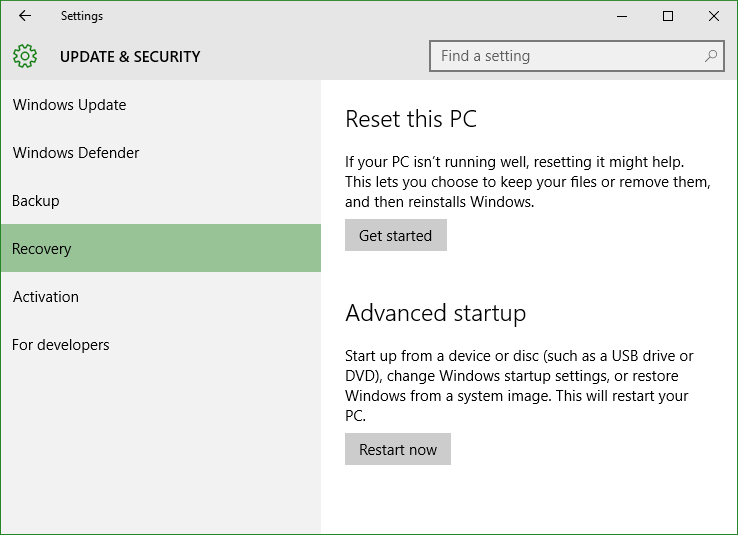 Settings
UPDATE & SECURITY
Find a setting
Windows Update
Windows Defender
Backup
Recovery
Activation
For developers
Reset this PC
If your PC isn't running well, resetting it might help.
This lets you choose to keep your files or remove them,
and then reinstalls Windows.
Get started
Advanced startup
Start up from a device or disc (such as a USB drive or
DVD), change Windows startup settings, or restore
Windows from a system image. This will restart your
PC.
Restart now